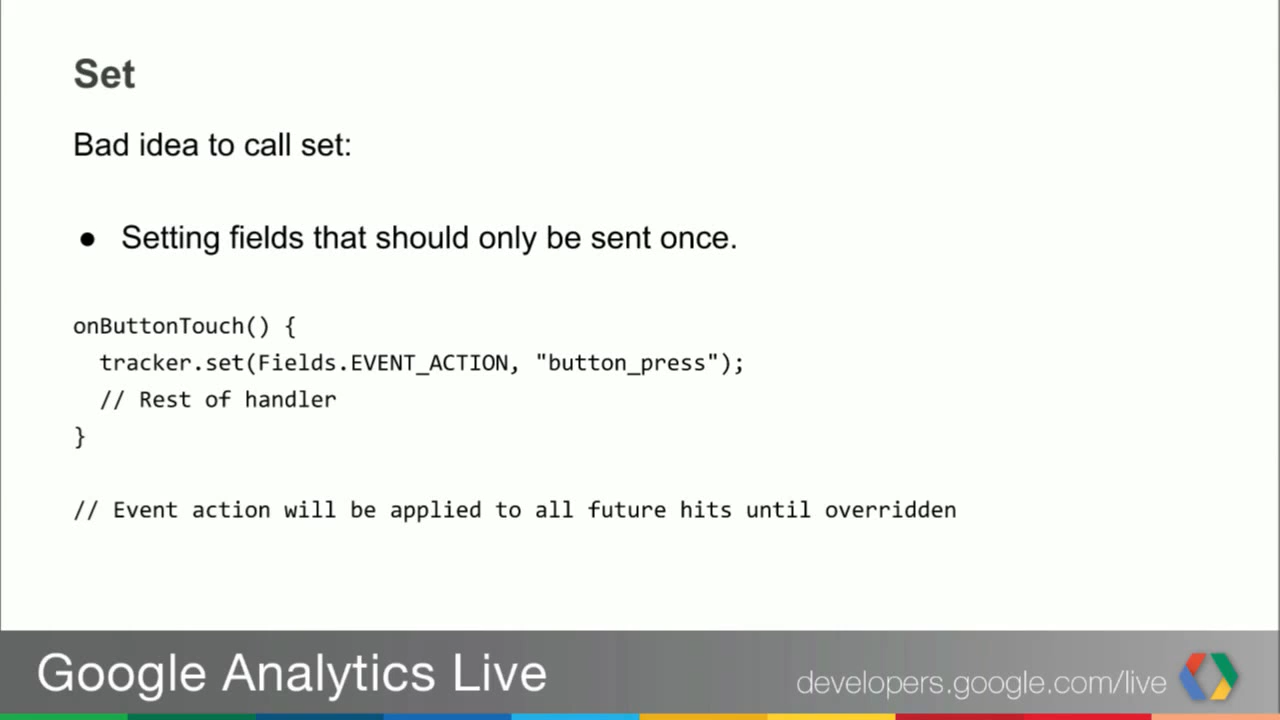 Set
Bad idea to call set:
● Setting fields that should only be sent once.
onButtonTouch() {
tracker.set(Fields.EVENT_ACTION, "button_press");
// Rest of handler
}
// Event action will be applied to all future hits until overridden
Google Analytics Live
developers.google.com/live